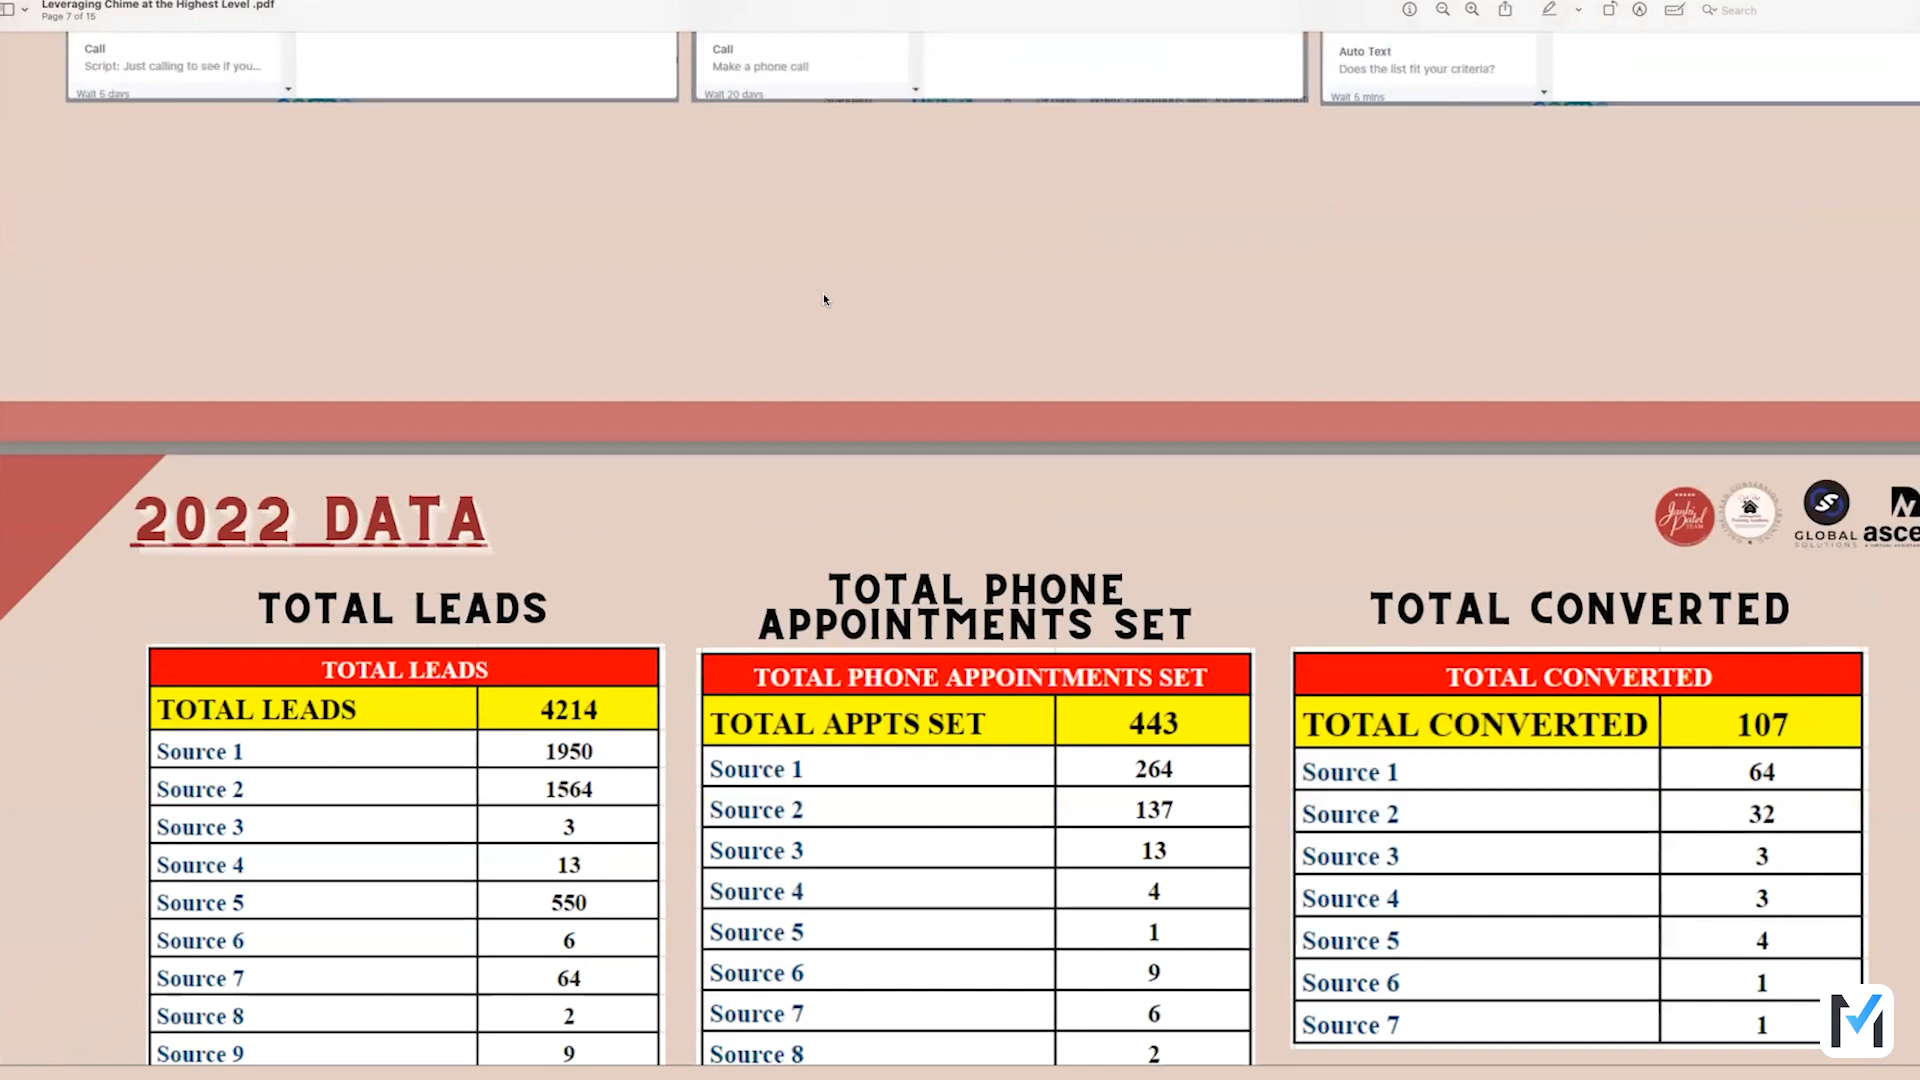 Leveraging Chime at the Highest Level .pdf
Page 7 of 15
Search
Call
Script: Just calling to see if you...
Wait 5 days
Call
Make a phone call
Wait 20 days
Auto Text
Does the list fit your criteria?
Wait 5 mins
2022 DATA
Janki Patel
TEAM
GLOBAL
SOLUTIONS
asce
TOTAL LEADS
TOTAL LEADS
TOTAL LEADS 4214
Source 1 1950
Source 2 1564
Source 3 3
Source 4 13
Source 5 550
Source 6 6
Source 7 64
Source 8 2
Source 9 9
TOTAL PHONE
APPOINTMENTS SET
TOTAL PHONE APPOINTMENTS SET
TOTAL APPTS SET 443
Source 1 264
Source 2 137
Source 3 13
Source 4 4
Source 5 1
Source 6 9
Source 7 6
Source 8 2
TOTAL CONVERTED
TOTAL CONVERTED
TOTAL CONVERTED 107
Source 1 64
Source 2 32
Source 3 3
Source 4 3
Source 5 4
Source 6 1
Source 7 1